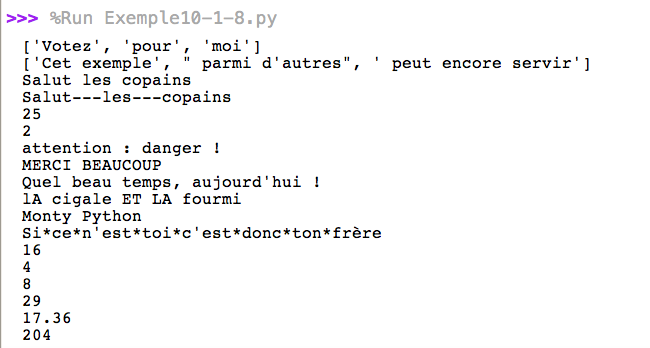 >>> %Run Exemple10-1-8.py
['Votez', 'pour', 'moi']
['Cet exemple', " parmi d'autres", ' peut encore servir']
Salut les copains
Salut---les---copains
25
2
attention : danger !
MERCI BEAUCOUP
Quel beau temps, aujourd'hui !
lA cigale ET LA fourmi
Monty Python
Si*ce*n'est*toi*c'est*donc*ton*frère
16
4
8
29
17.36
204